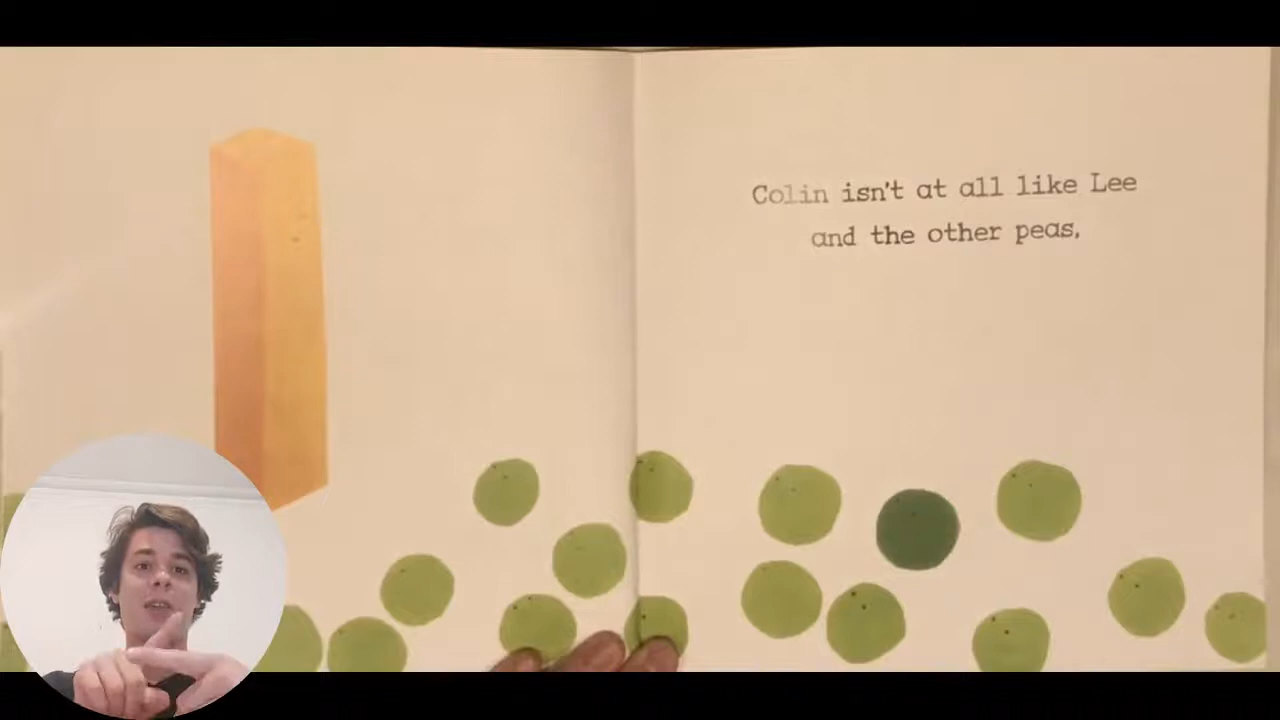 Colin isn't at all like Lee
and the other peas,